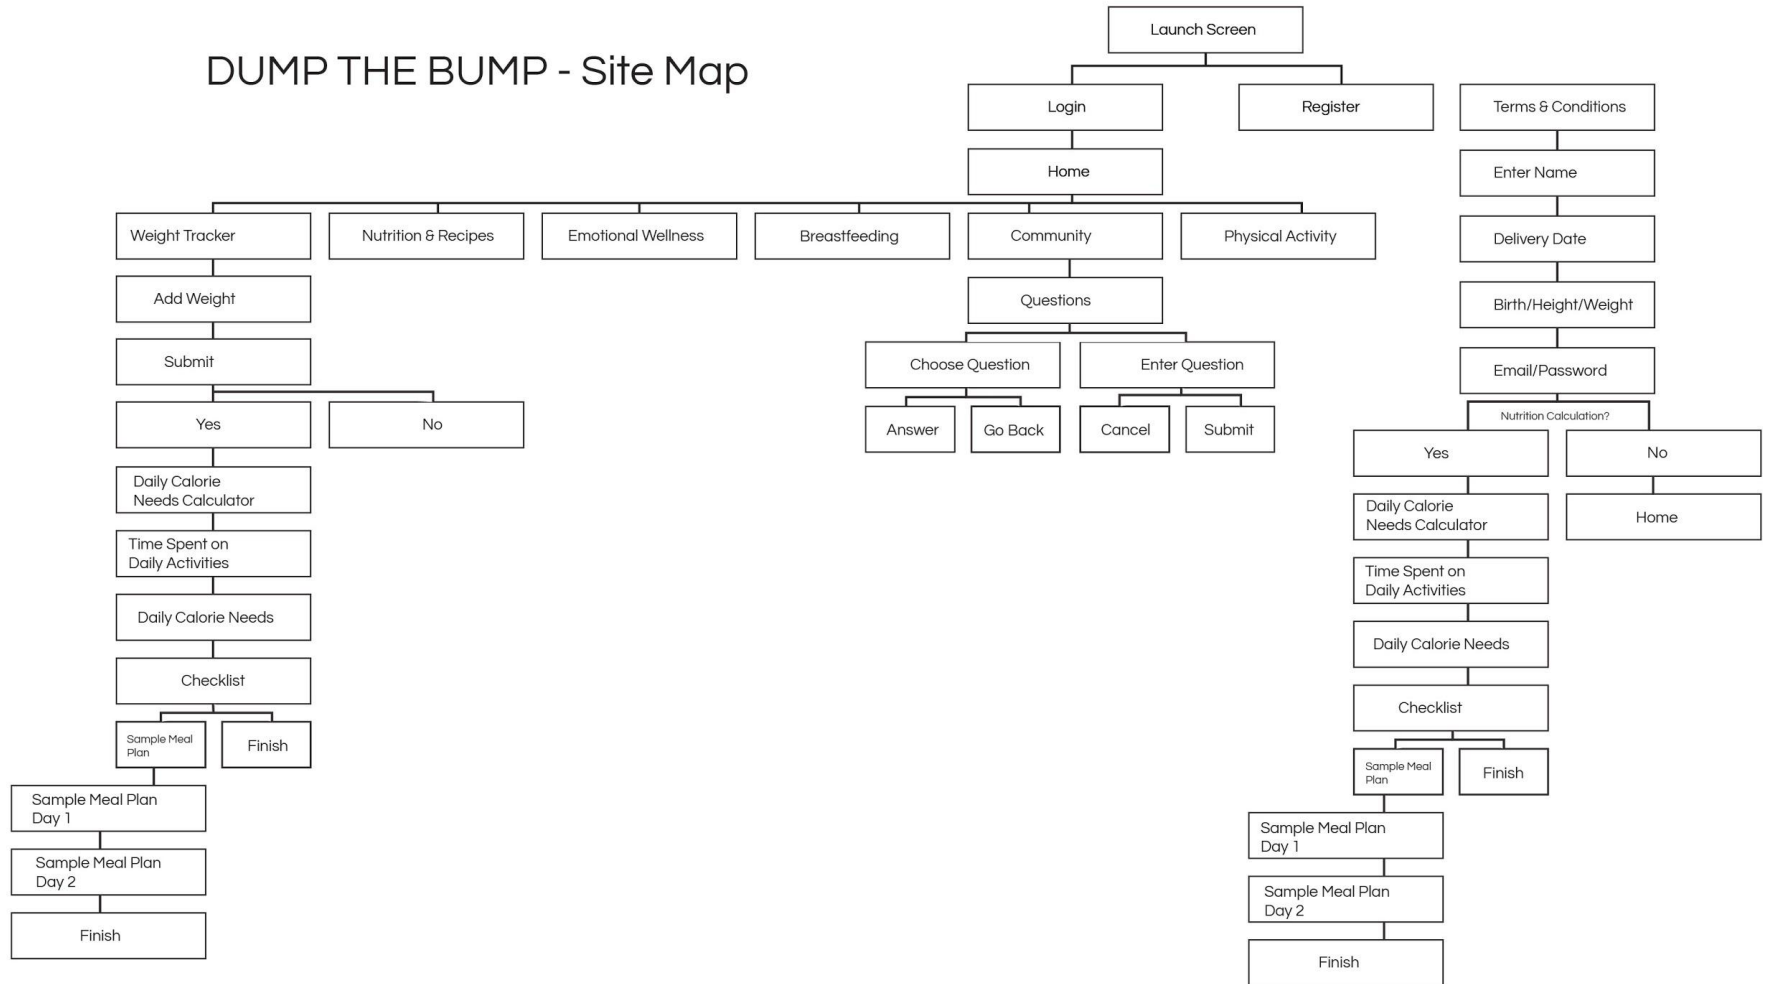 DUMP THE BUMP - Site Map
Launch Screen
Login
Register
Terms & Conditions
Home
Enter Name
Weight Tracker
Nutrition & Recipes
Emotional Wellness
Breastfeeding
Community
Physical Activity
Delivery Date
Add Weight
Questions
Birth/Height/Weight
Submit
Choose Question
Enter Question
Email/Password
Nutrition Calculation?
Yes
No
Answer
Go Back
Cancel
Submit
Yes
No
Daily Calorie
Needs Calculator
Daily Calorie
Needs Calculator
Home
Time Spent on
Daily Activities
Time Spent on
Daily Activities
Daily Calorie Needs
Daily Calorie Needs
Checklist
Checklist
Sample Meal
Plan
Finish
Sample Meal
Plan
Finish
Sample Meal Plan
Day 1
Sample Meal Plan
Day 1
Sample Meal Plan
Day 2
Sample Meal Plan
Day 2
Finish
Finish